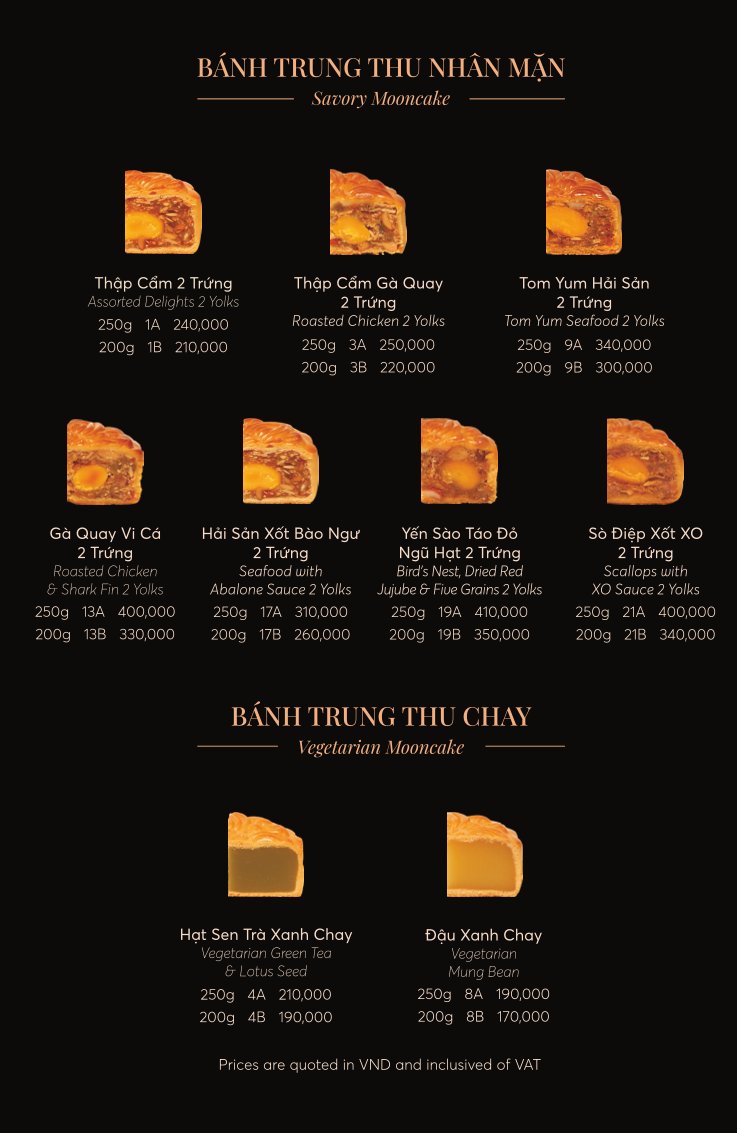 BÁNH TRUNG THU NHÂN MẶN
Savory Mooncake
Thập Cẩm 2 Trứng
Assorted Delights 2 Yolks
250g 1A 240,000
200g 1B 210,000
Thập Cẩm Gà Quay
2 Trứng
Roasted Chicken 2 Yolks
250g 3A 250,000
200g 3B 220,000
Tom Yum Hải Sản
2 Trứng
Tom Yum Seafood 2 Yolks
250g 9A 340,000
200g 9B 300,000
Gà Quay Vi Cá
2 Trứng
Roasted Chicken
& Shark Fin 2 Yolks
250g 13A 400,000
200g 13B 330,000
Hải Sản Xốt Bào Ngư
2 Trứng
Seafood with
Abalone Sauce 2 Yolks
250g 17A 310,000
200g 17B 260,000
Yến Sào Táo Đỏ
Ngũ Hạt 2 Trứng
Bird's Nest, Dried Red
Jujube & Five Grains 2 Yolks
250g 19A 410,000
200g 19B 350,000
Sò Điệp Xốt XO
2 Trứng
Scallops with
XO Sauce 2 Yolks
250g 21A 400,000
200g 21B 340,000
BÁNH TRUNG THU CHAY
Vegetarian Mooncake
Hạt Sen Trà Xanh Chay
Vegetarian Green Tea
& Lotus Seed
250g 4A 210,000
200g 4B 190,000
Đậu Xanh Chay
Vegetarian
Mung Bean
250g 8A 190,000
200g 8B 170,000
Prices are quoted in VND and inclusived of VAT